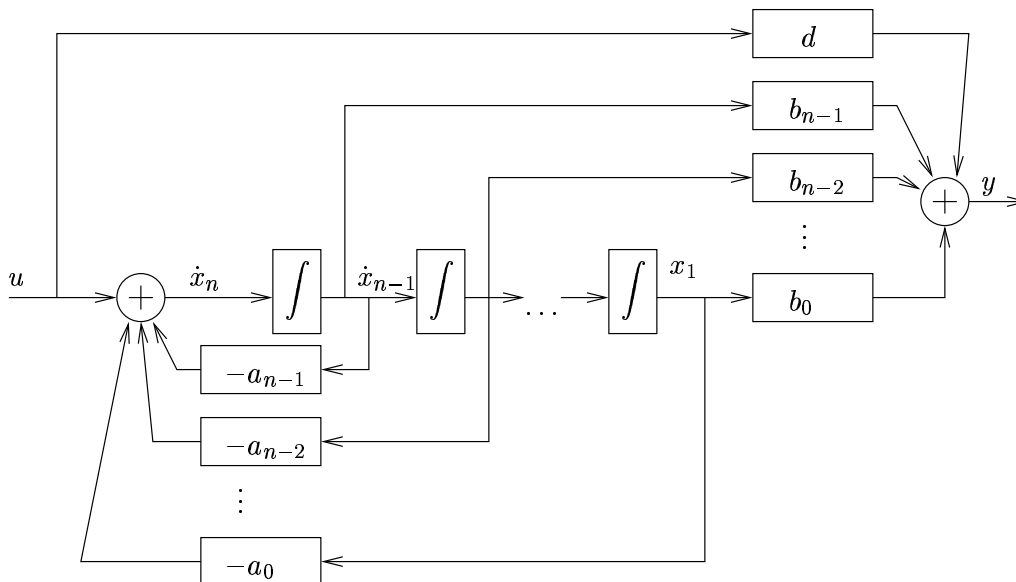 d
b_{n-1}
b_{n-2}
y
⋮
u
+
ẋ_n
∫
ẋ_{n-1}
∫
…
∫
x_1
b_0
+
-a_{n-1}
-a_{n-2}
⋮
-a_0